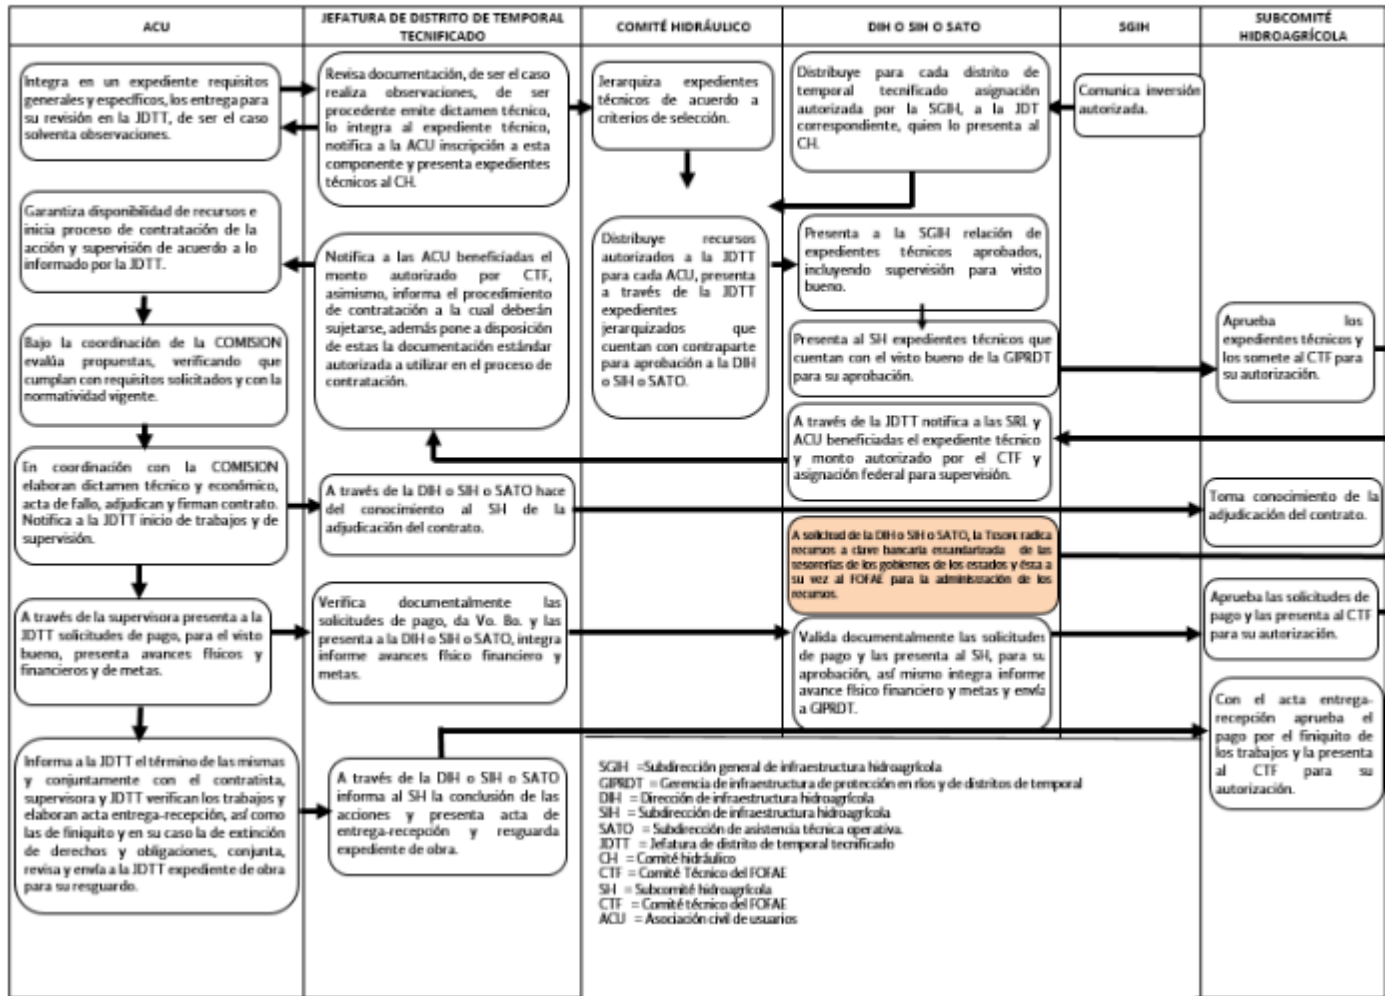 ACU
JEFATURA DE DISTRITO DE TEMPORAL
TECNIFICADO
COMITÉ HIDRÁULICO
DIH O SIH O SATO
SGIH
SUBCOMITÉ
HIDROAGRÍCOLA
Integra en un expediente requisitos
generales y específicos, los entrega para
su revisión en la JDTT, de ser el caso
solventa observaciones.
Revisa documentación, de ser el caso
realiza observaciones, de ser
procedente emite dictamen técnico,
lo integra al expediente técnico,
notifica a la ACU inscripción a esta
componente y presenta expedientes
técnicos al CH.
Jerarquiza expedientes
técnicos de acuerdo a
criterios de selección.
Distribuye para cada distrito de
temporal tecnificado asignación
autorizada por la SGIH, a la JDT
correspondiente, quien lo presenta al
CH.
Comunica inversión
autorizada.
Garantiza disponibilidad de recursos e
inicia proceso de contratación de la
acción y supervisión de acuerdo a lo
informado por la JDTT.
Notifica a las ACU beneficiadas el
monto autorizado por CTF,
asimismo, informa el procedimiento
de contratación a la cual deberán
sujetarse, además pone a disposición
de estas la documentación estándar
autorizada a utilizar en el proceso de
contratación.
Distribuye recursos
autorizados a la JDTT
para cada ACU, presenta
a través de la JDTT
expedientes
jerarquizados que
cuentan con contraparte
para aprobación a la DIH
o SIH o SATO.
Presenta a la SGIH relación de
expedientes técnicos aprobados,
incluyendo supervisión para visto
bueno.
Presenta al SH expedientes técnicos que
cuentan con el visto bueno de la GIPRDT
para su aprobación.
Aprueba los
expedientes técnicos y
los somete al CTF para
su autorización.
Bajo la coordinación de la COMISION
evalúa propuestas, verificando que
cumplan con requisitos solicitados y con la
normatividad vigente.
A través de la JDTT notifica a las SRL y
ACU beneficiadas el expediente técnico
y monto autorizado por el CTF y
asignación federal para supervisión.
En coordinación con la COMISION
elaboran dictamen técnico y económico,
acta de fallo, adjudican y firman contrato.
Notifica a la JDTT inicio de trabajos y de
supervisión.
A través de la DIH o SIH o SATO hace
del conocimiento al SH de la
adjudicación del contrato.
Toma conocimiento de la
adjudicación del contrato.
A solicitud de la DIH o SIH o SATO, la TESOFE radica
recursos a clave bancaria estandarizada de las
tesorerías de los gobiernos de los estados y ésta a
su vez al FOFAE para la administración de los
recursos.
A través de la supervisora presenta a la
JDTT solicitudes de pago, para el visto
bueno, presenta avances físicos y
financieros y de metas.
Verifica documentalmente las
solicitudes de pago, da Vo. Bo. y las
presenta a la DIH o SIH o SATO, integra
informe avances físico financiero y
metas.
Valida documentalmente las solicitudes
de pago y las presenta al SH, para su
aprobación, así mismo integra informe
avance físico financiero y metas y envía
a GIPRDT.
Aprueba las solicitudes de
pago y las presenta al CTF
para su autorización.
Con el acta entrega-
recepción aprueba el
pago por el finiquito de
los trabajos y la presenta
al CTF para su
autorización.
Informa a la JDTT el término de las mismas
y conjuntamente con el contratista,
supervisora y JDTT verifican los trabajos y
elaboran acta entrega-recepción, así como
las de finiquito y en su caso la de extinción
de derechos y obligaciones, conjunta,
revisa y envía a la JDTT expediente de obra
para su resguardo.
A través de la DIH o SIH o SATO
informa al SH la conclusión de las
acciones y presenta acta de
entrega-recepción y resguarda
expediente de obra.
SGIH =Subdirección general de infraestructura hidroagrícola
GIPRDT = Gerencia de infraestructura de protección en ríos y de distritos de temporal
DIH = Dirección de infraestructura hidroagrícola
SIH = Subdirección de infraestructura hidroagrícola
SATO = Subdirección de asistencia técnica operativa.
JDTT = Jefatura de distrito de temporal tecnificado
CH = Comité hidráulico
CTF = Comité Técnico del FOFAE
SH = Subcomité hidroagrícola
CTF = Comité técnico del FOFAE
ACU = Asociación civil de usuarios